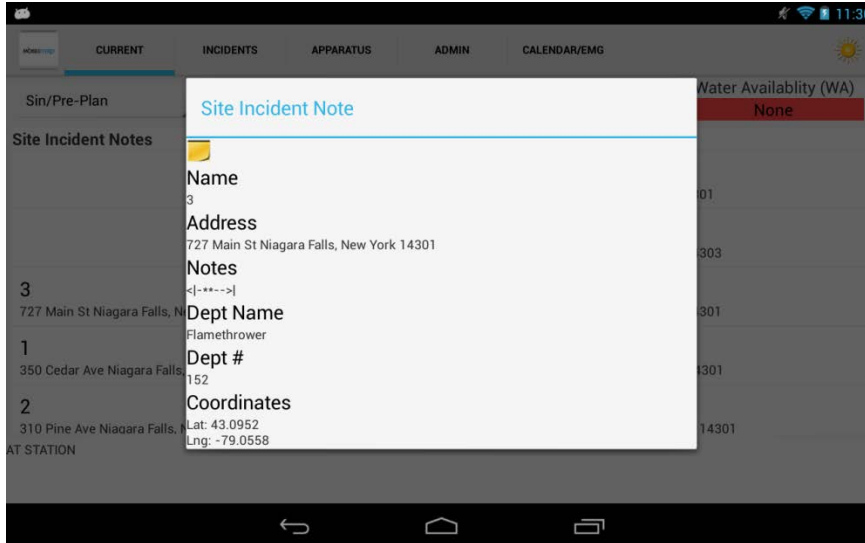 11:30
CURRENT INCIDENTS APPARATUS ADMIN CALENDAR/EMG
Sin/Pre-Plan
Water Availablity (WA)
None
Site Incident Notes
Site Incident Note
Name
3
Address
727 Main St Niagara Falls, New York 14301
Notes
<|-**-->|
Dept Name
Flamethrower
Dept #
152
Coordinates
Lat: 43.0952
Lng: -79.0558
3
727 Main St Niagara Falls,
1
350 Cedar Ave Niagara Falls,
2
310 Pine Ave Niagara Falls,
AT STATION
303
301
14301